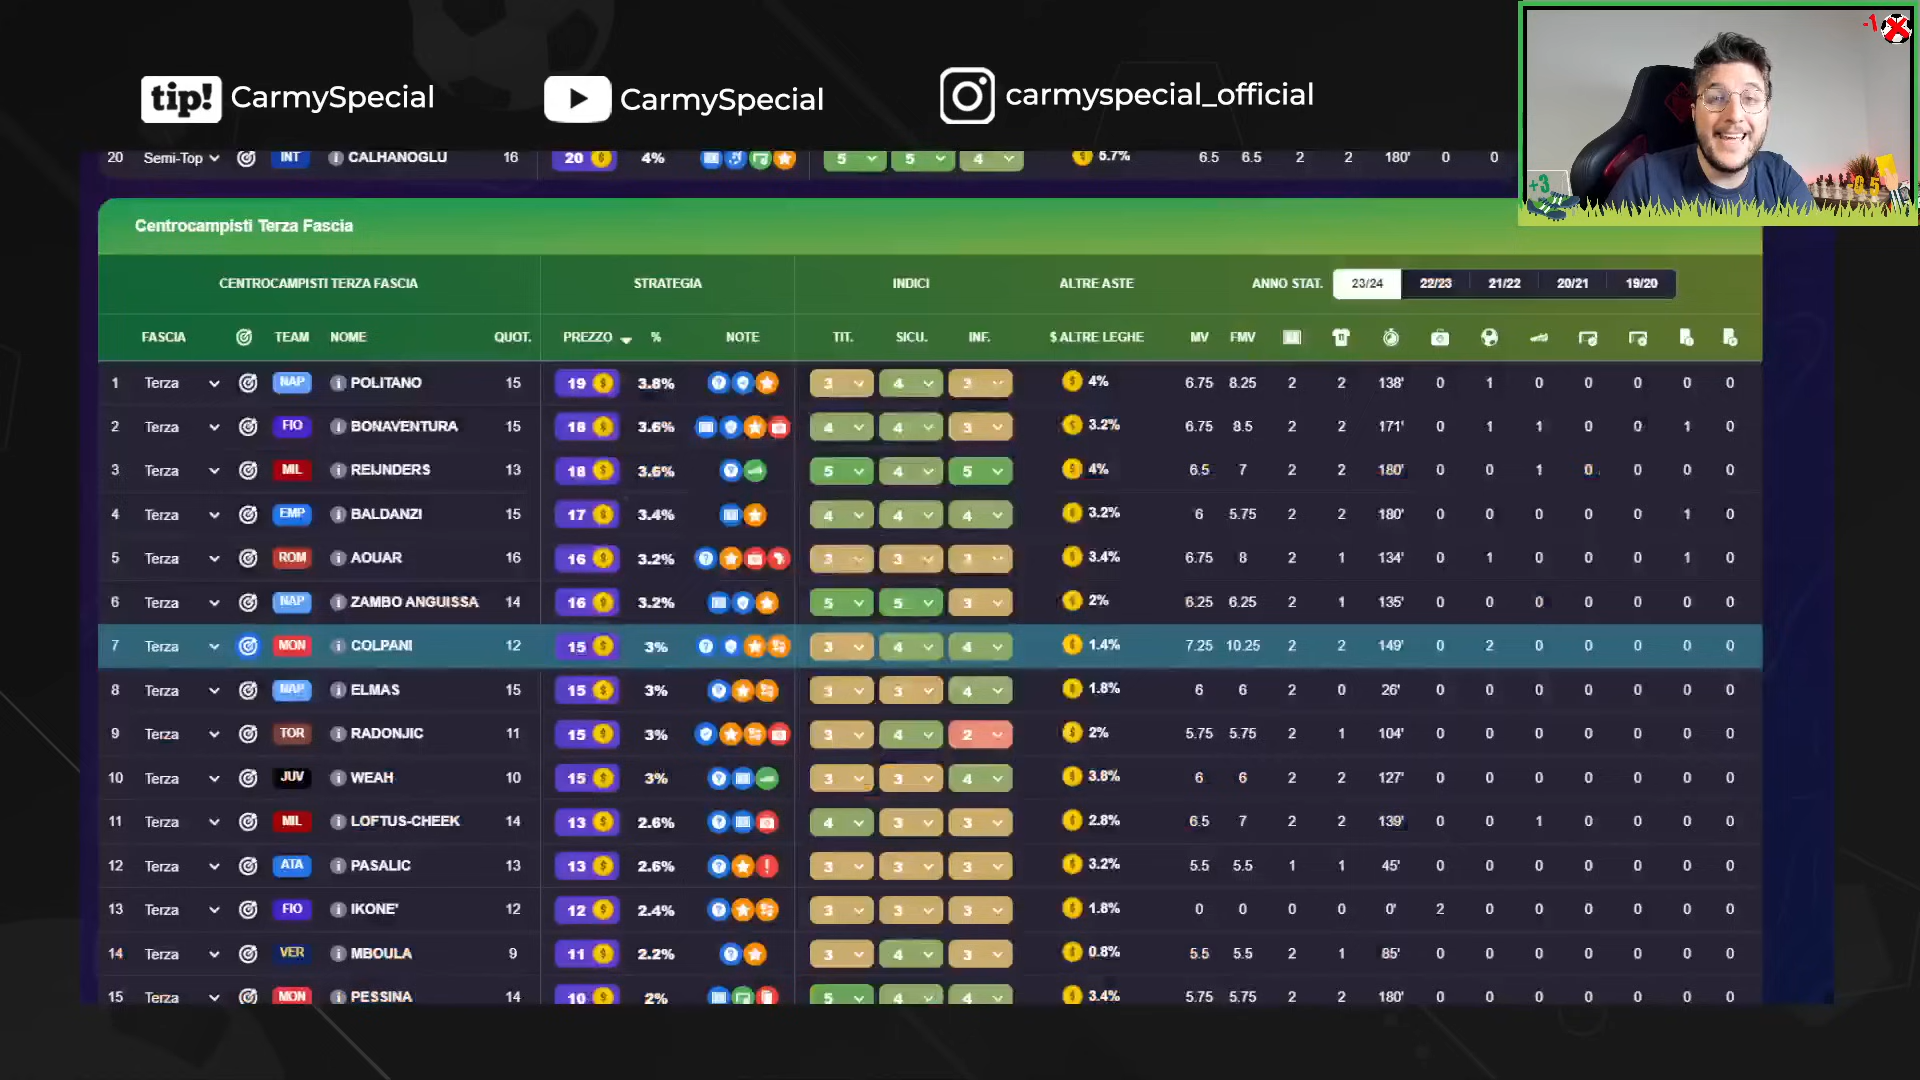 tip! CarmySpecial CarmySpecial carmyspecial_official
-1
+3 -0.5
20 Semi-Top INT CALHANOGLU 16 20 4% 5 5 4 5.7% 6.5 6.5 2 2 180' 0 0
Centrocampisti Terza Fascia
CENTROCAMPISTI TERZA FASCIA STRATEGIA INDICI ALTRE ASTE ANNO STAT. 23/24 22/23 21/22 20/21 19/20
FASCIA TEAM NOME QUOT. PREZZO % NOTE TIT. SICU. INF. $ ALTRE LEGHE MV FMV
1 Terza NAP POLITANO 15 19 3.8% 3 4 3 4% 6.75 8.25 2 2 138' 0 1 0 0 0 0 0
2 Terza FIO BONAVENTURA 15 18 3.6% 4 4 3 3.2% 6.75 8.5 2 2 171' 0 1 1 0 0 1 0
3 Terza MIL REIJNDERS 13 18 3.6% 5 4 5 4% 6.5 7 2 2 180' 0 0 1 0 0 0 0
4 Terza EMP BALDANZI 15 17 3.4% 4 4 4 3.2% 6 5.75 2 2 180' 0 0 0 0 0 1 0
5 Terza ROM AOUAR 16 16 3.2% 3 3 3 3.4% 6.75 8 2 1 134' 0 1 0 0 0 1 0
6 Terza NAP ZAMBO ANGUISSA 14 16 3.2% 5 5 3 2% 6.25 6.25 2 1 135' 0 0 0 0 0 0 0
7 Terza MON COLPANI 12 15 3% 3 4 4 1.4% 7.25 10.25 2 2 149' 0 2 0 0 0 0 0
8 Terza NAP ELMAS 15 15 3% 3 3 4 1.8% 6 6 2 0 26' 0 0 0 0 0 0 0
9 Terza TOR RADONJIC 11 15 3% 3 4 2 2% 5.75 5.75 2 1 104' 0 0 0 0 0 0 0
10 Terza JUV WEAH 10 15 3% 3 3 4 3.8% 6 6 2 2 127' 0 0 0 0 0 0 0
11 Terza MIL LOFTUS-CHEEK 14 13 2.6% 4 3 3 2.8% 6.5 7 2 2 139' 0 0 1 0 0 0 0
12 Terza ATA PASALIC 13 13 2.6% 3 3 3 3.2% 5.5 5.5 1 1 45' 0 0 0 0 0 0 0
13 Terza FIO IKONE' 12 12 2.4% 3 3 3 1.8% 0 0 0 0 0' 2 0 0 0 0 0 0
14 Terza VER MBOULA 9 11 2.2% 3 4 3 0.8% 5.5 5.5 2 1 85' 0 0 0 0 0 0 0
15 Terza MON PESSINA 14 10 2% 5 4 4 3.4% 5.75 5.75 2 2 180' 0 0 0 0 0 0 0